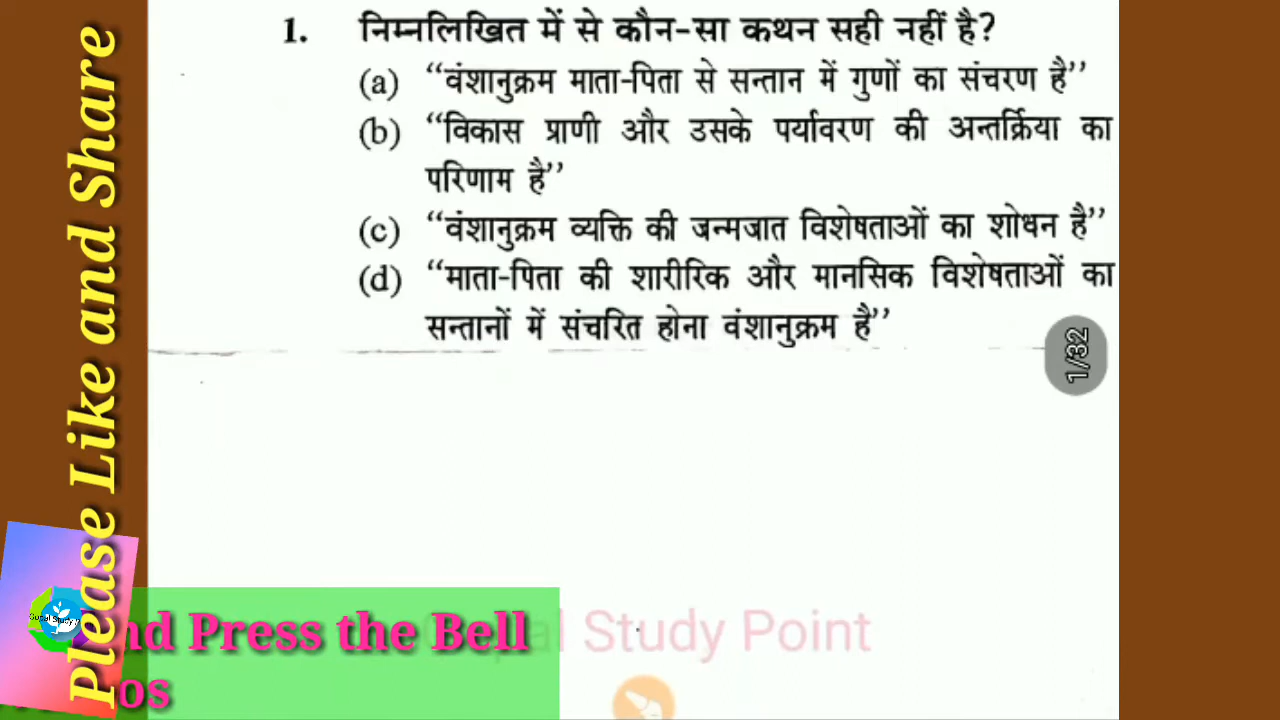 1. निम्नलिखित में से कौन-सा कथन सही नहीं है?
(a) “वंशानुक्रम माता-पिता से सन्तान में गुणों का संचरण है”
(b) “विकास प्राणी और उसके पर्यावरण की अन्तर्क्रिया का
परिणाम है”
(c) “वंशानुक्रम व्यक्ति की जन्मजात विशेषताओं का शोधन है”
(d) “माता-पिता की शारीरिक और मानसिक विशेषताओं का
सन्तानों में संचरित होना वंशानुक्रम है”
1/32
Please Like and Share
nd Press the Bell
os
al Study Point